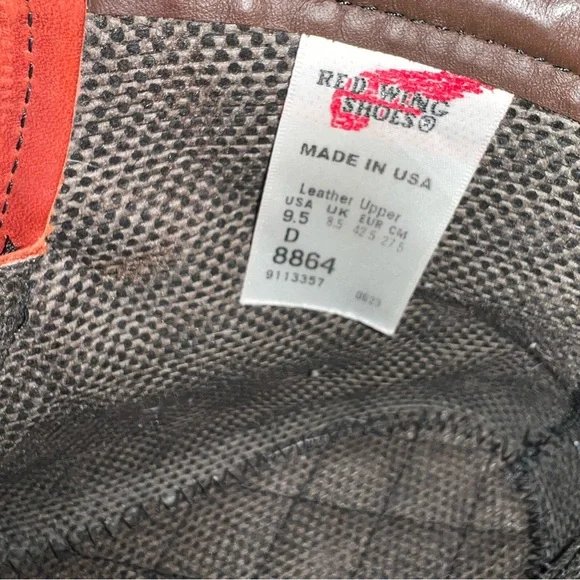 RED WING
SHOES®
MADE IN USA
Leather Upper
USA UK EUR CM
9.5 8.5 42.5 27.5
D
8864
9113357 0623